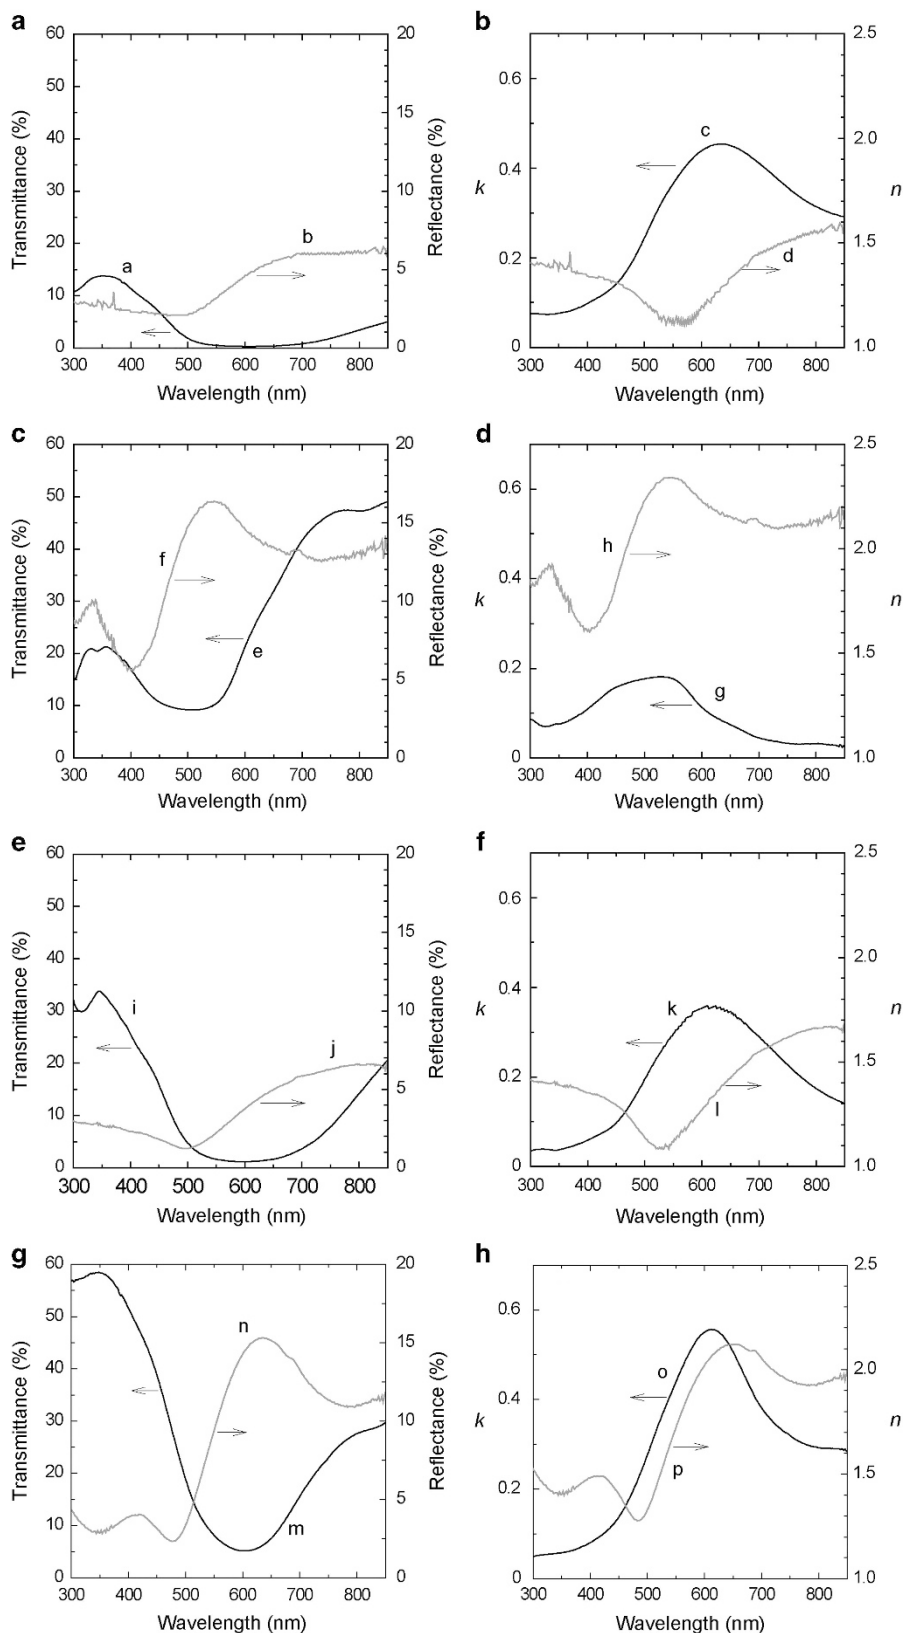 a
b
60
50
40
30
20
10
0
Transmittance (%)
20
15
10
5
0
Reflectance (%)
a
b
300 400 500 600 700 800
Wavelength (nm)
0.6
0.4
0.2
0
k
2.5
2.0
1.5
1.0
n
c
d
300 400 500 600 700 800
Wavelength (nm)
c
d
60
50
40
30
20
10
0
Transmittance (%)
20
15
10
5
0
Reflectance (%)
f
e
300 400 500 600 700 800
Wavelength (nm)
0.6
0.4
0.2
0
k
2.5
2.0
1.5
1.0
n
h
g
300 400 500 600 700 800
Wavelength (nm)
e
f
60
50
40
30
20
10
0
Transmittance (%)
20
15
10
5
0
Reflectance (%)
i
j
300 400 500 600 700 800
Wavelength (nm)
0.6
0.4
0.2
0
k
2.5
2.0
1.5
1.0
n
k
l
300 400 500 600 700 800
Wavelength (nm)
g
h
60
50
40
30
20
10
0
Transmittance (%)
20
15
10
5
0
Reflectance (%)
n
m
300 400 500 600 700 800
Wavelength (nm)
0.6
0.4
0.2
0
k
2.5
2.0
1.5
1.0
n
o
p
300 400 500 600 700 800
Wavelength (nm)